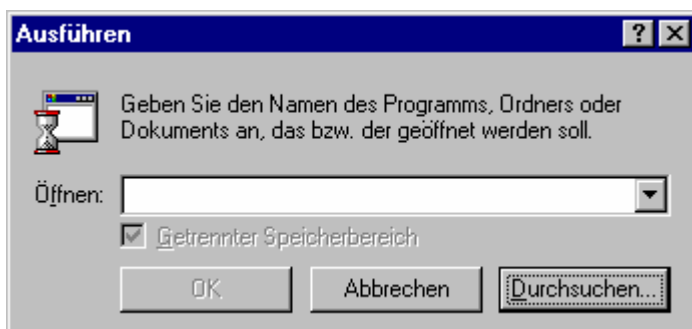 Ausführen
Geben Sie den Namen des Programms, Ordners oder
Dokuments an, das bzw. der geöffnet werden soll.
Öffnen:
Getrennter Speicherbereich
OK Abbrechen Durchsuchen...